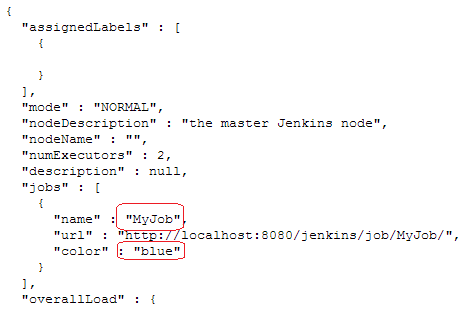 {
"assignedLabels" : [
{
}
],
"mode" : "NORMAL",
"nodeDescription" : "the master Jenkins node",
"nodeName" : "",
"numExecutors" : 2,
"description" : null,
"jobs" : [
{
"name" : "MyJob",
"url" : "http://localhost:8080/jenkins/job/MyJob/",
"color" : "blue"
}
],
"overallLoad" : {